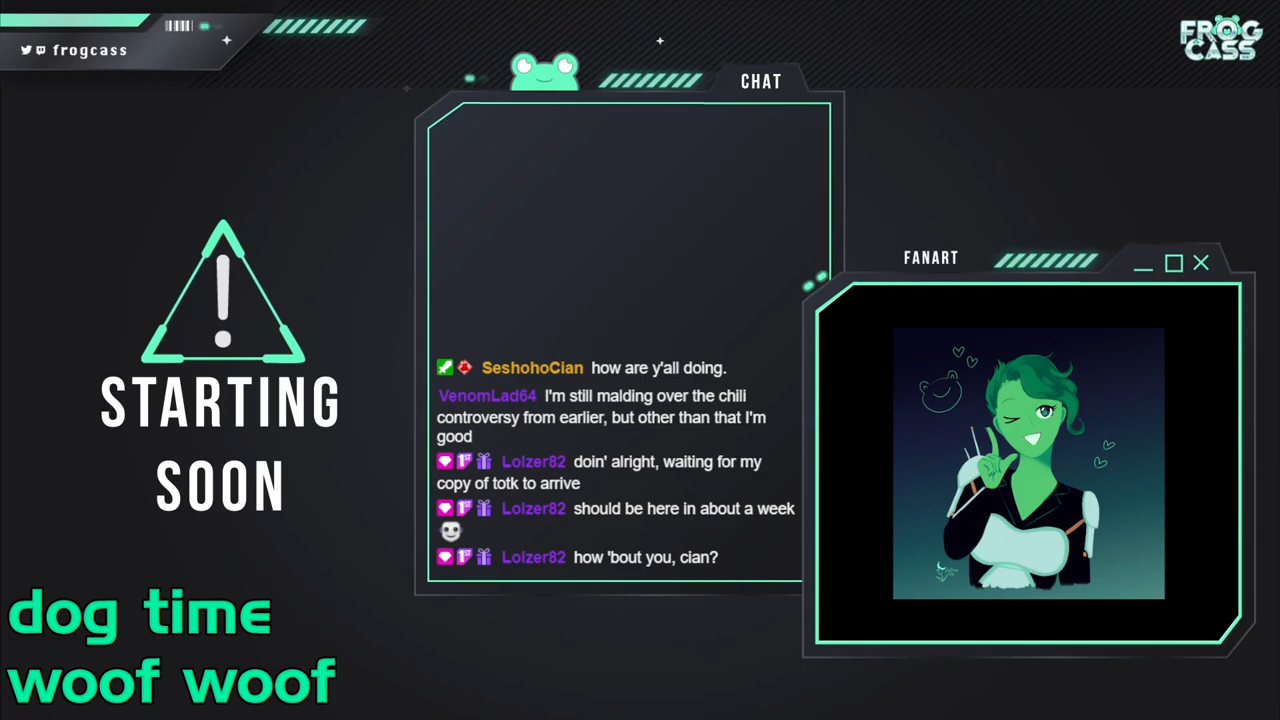 frogcass
FROG
CASS
CHAT
SeshohoCian how are y'all doing.
VenomLad64 I'm still malding over the chili
controversy from earlier, but other than that I'm
good
Lolzer82 doin' alright, waiting for my
copy of totk to arrive
Lolzer82 should be here in about a week
Lolzer82 how 'bout you, cian?
FANART
!
STARTING
SOON
dog time
woof woof